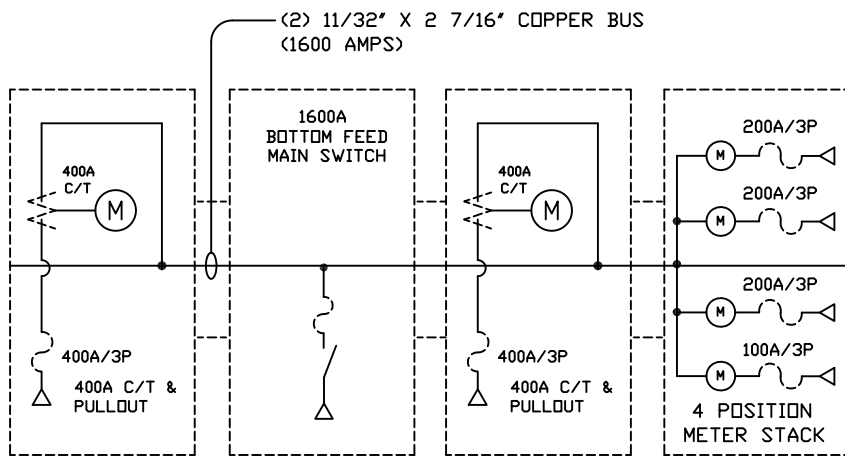 (2) 11/32" X 2 7/16" COPPER BUS
(1600 AMPS)
400A
C/T
M
400A/3P
400A C/T &
PULLOUT
1600A
BOTTOM FEED
MAIN SWITCH
400A
C/T
M
400A/3P
400A C/T &
PULLOUT
200A/3P
M
200A/3P
M
200A/3P
M
100A/3P
M
4 POSITION
METER STACK